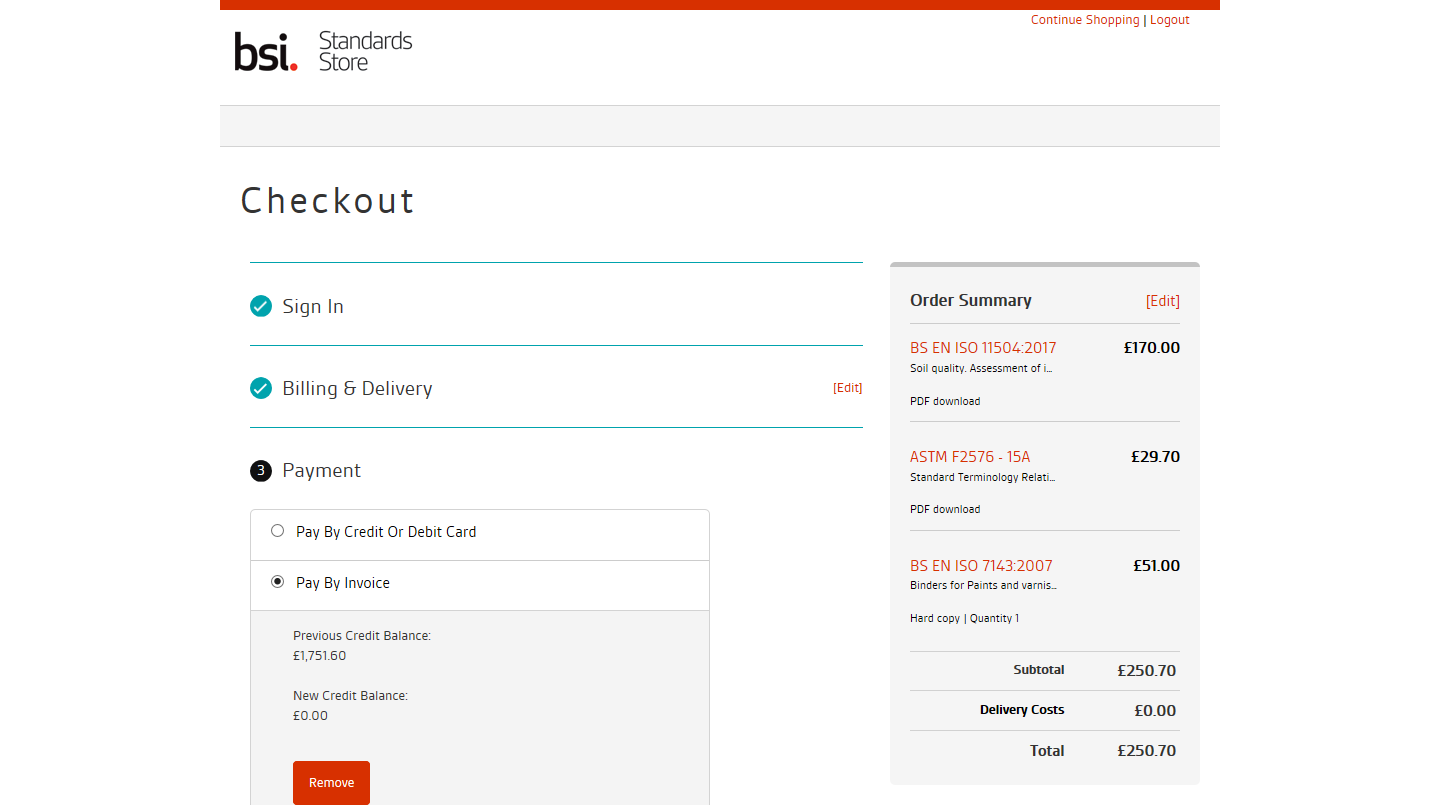 Continue Shopping | Logout
bsi. Standards Store
Checkout
Sign In
Billing & Delivery [Edit]
3 Payment
Pay By Credit Or Debit Card
Pay By Invoice
Previous Credit Balance:
£1,751.60
New Credit Balance:
£0.00
Remove
Order Summary [Edit]
BS EN ISO 11504:2017 £170.00
Soil quality. Assessment of i...
PDF download
ASTM F2576 - 15A £29.70
Standard Terminology Relati...
PDF download
BS EN ISO 7143:2007 £51.00
Binders for Paints and varnis...
Hard copy | Quantity 1
Subtotal £250.70
Delivery Costs £0.00
Total £250.70